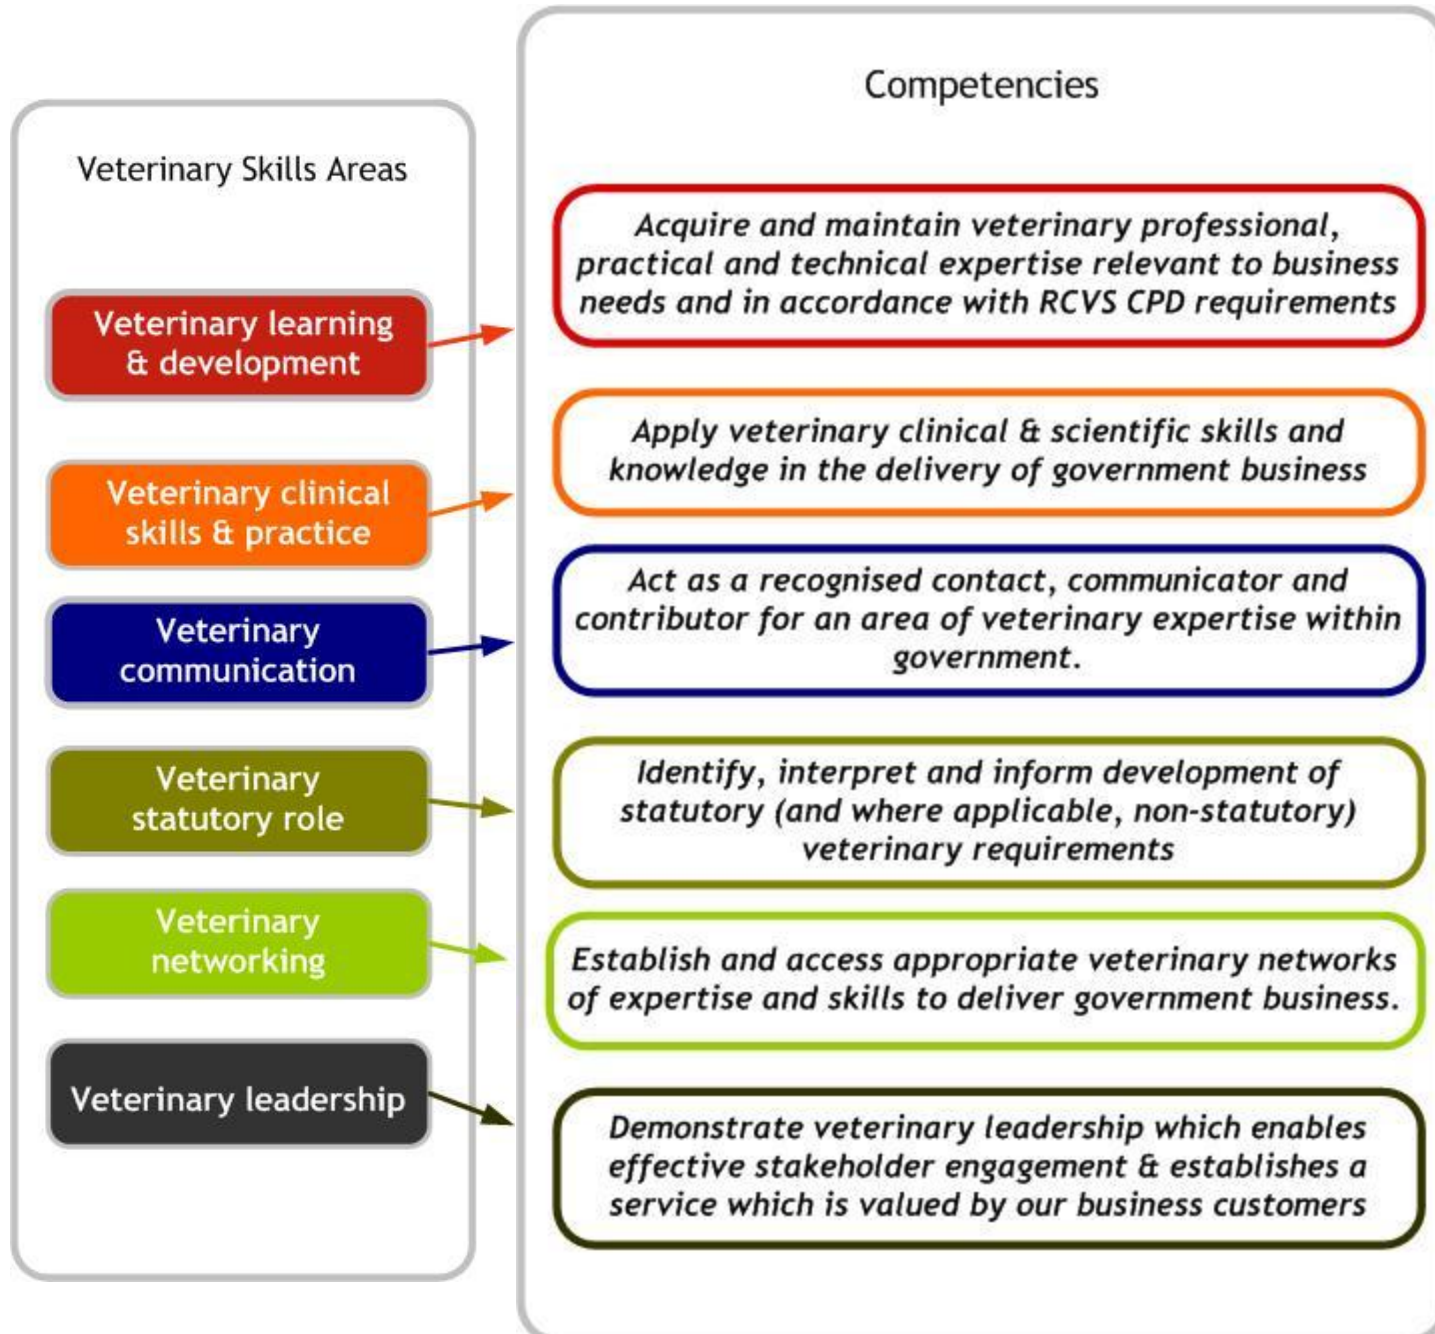 Veterinary Skills Areas
Veterinary learning
& development
Veterinary clinical
skills & practice
Veterinary
communication
Veterinary
statutory role
Veterinary
networking
Veterinary leadership
Competencies
Acquire and maintain veterinary professional,
practical and technical expertise relevant to business
needs and in accordance with RCVS CPD requirements
Apply veterinary clinical & scientific skills and
knowledge in the delivery of government business
Act as a recognised contact, communicator and
contributor for an area of veterinary expertise within
government.
Identify, interpret and inform development of
statutory (and where applicable, non-statutory)
veterinary requirements
Establish and access appropriate veterinary networks
of expertise and skills to deliver government business.
Demonstrate veterinary leadership which enables
effective stakeholder engagement & establishes a
service which is valued by our business customers